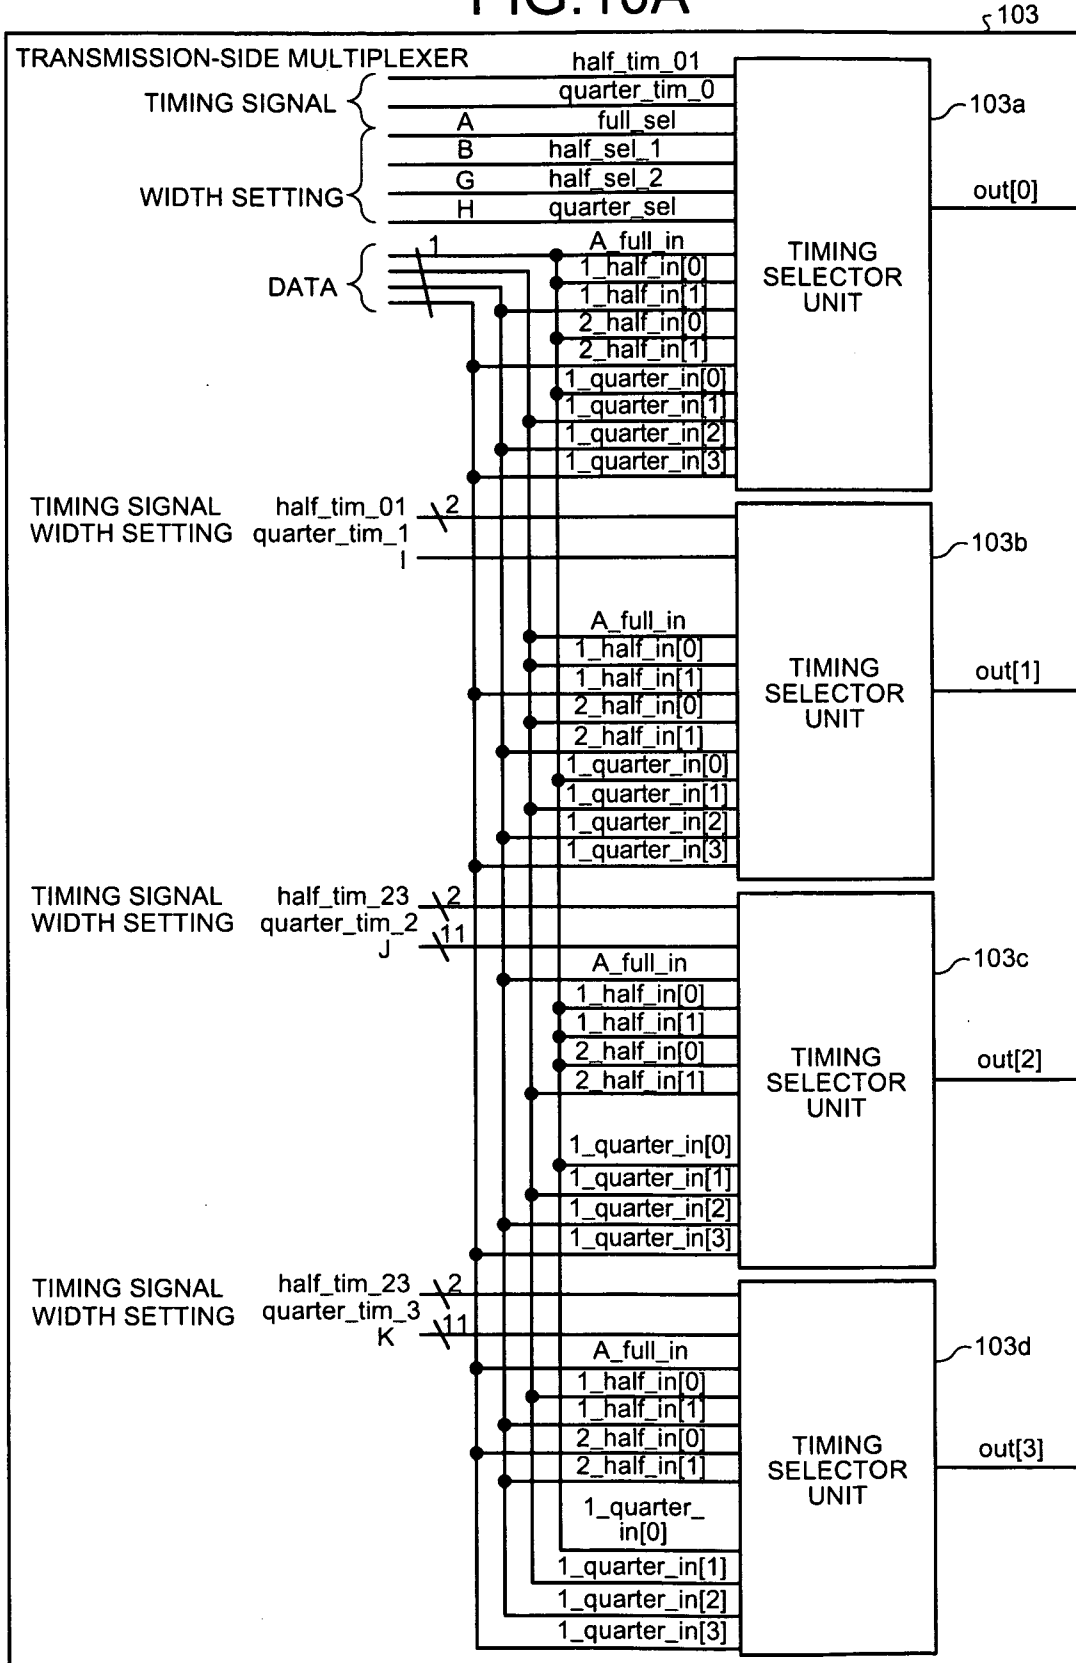 FIG.10A
103
TRANSMISSION-SIDE MULTIPLEXER
TIMING SIGNAL
half_tim_01
quarter_tim_0
WIDTH SETTING
A full_sel
B half_sel_1
G half_sel_2
H quarter_sel
DATA
1
A_full_in
1_half_in[0]
1_half_in[1]
2_half_in[0]
2_half_in[1]
1_quarter_in[0]
1_quarter_in[1]
1_quarter_in[2]
1_quarter_in[3]
TIMING
SELECTOR
UNIT
103a
out[0]
TIMING SIGNAL half_tim_01 2
WIDTH SETTING quarter_tim_1
I
A_full_in
1_half_in[0]
1_half_in[1]
2_half_in[0]
2_half_in[1]
1_quarter_in[0]
1_quarter_in[1]
1_quarter_in[2]
1_quarter_in[3]
TIMING
SELECTOR
UNIT
103b
out[1]
TIMING SIGNAL half_tim_23 2
WIDTH SETTING quarter_tim_2
J 11
A_full_in
1_half_in[0]
1_half_in[1]
2_half_in[0]
2_half_in[1]
1_quarter_in[0]
1_quarter_in[1]
1_quarter_in[2]
1_quarter_in[3]
TIMING
SELECTOR
UNIT
103c
out[2]
TIMING SIGNAL half_tim_23 2
WIDTH SETTING quarter_tim_3
K 11
A_full_in
1_half_in[0]
1_half_in[1]
2_half_in[0]
2_half_in[1]
1_quarter_
in[0]
1_quarter_in[1]
1_quarter_in[2]
1_quarter_in[3]
TIMING
SELECTOR
UNIT
103d
out[3]